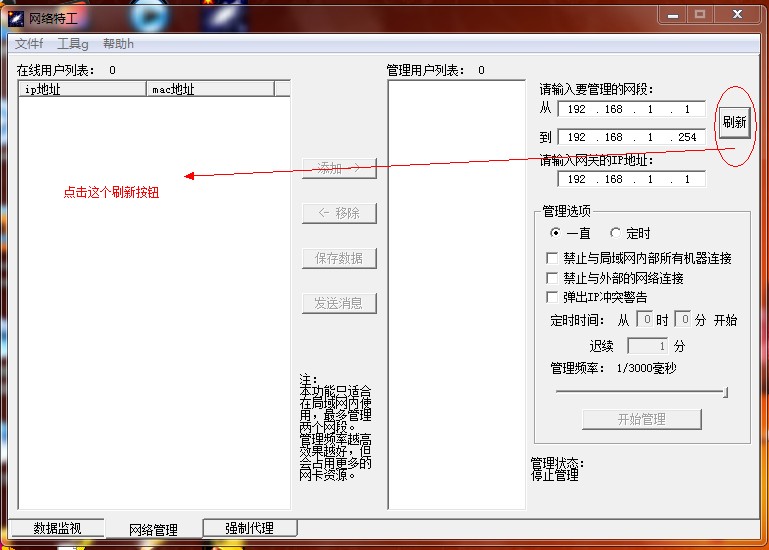 网络特工
文件f 工具g 帮助h
在线用户列表： 0
ip地址 mac地址
点击这个刷新按钮
添加 ->
<- 移除
保存数据
发送消息
注：
本功能只适合
在局域网内使
用，最多管理
两个网段。
管理频率越高
效果越好，但
会占用更多的
网卡资源。
管理用户列表： 0
请输入要管理的网段：
从 192 .168 . 1 . 1
刷新
到 192 .168 . 1 .254
请输入网关的IP地址：
192 .168 . 1 . 1
管理选项
一直 定时
禁止与局域网内部所有机器连接
禁止与外部的网络连接
弹出IP冲突警告
定时时间： 从 0 时 0 分 开始
迟续 1 分
管理频率： 1/3000毫秒
开始管理
管理状态：
停止管理
数据监视 网络管理 强制代理